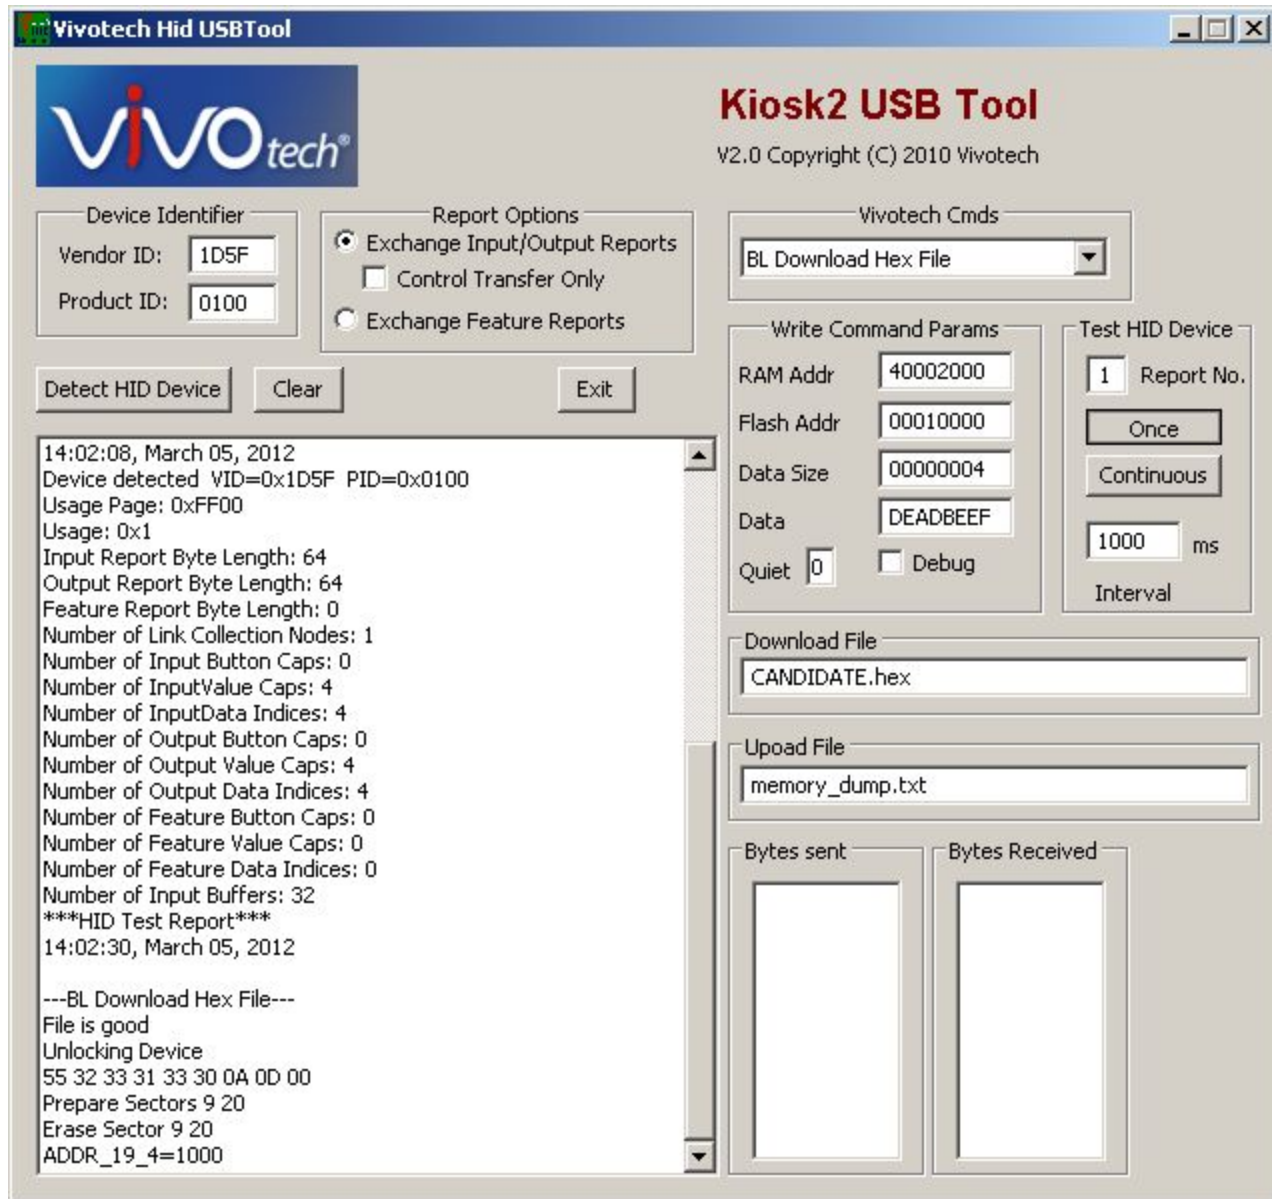 Vivotech Hid USBTool
ViVOtech®
Kiosk2 USB Tool
V2.0 Copyright (C) 2010 Vivotech
Device Identifier
Vendor ID: 1D5F
Product ID: 0100
Report Options
Exchange Input/Output Reports
Control Transfer Only
Exchange Feature Reports
Vivotech Cmds
BL Download Hex File
Detect HID Device
Clear
Exit
Write Command Params
RAM Addr 40002000
Flash Addr 00010000
Data Size 00000004
Data DEADBEEF
Quiet 0 Debug
Test HID Device
1 Report No.
Once
Continuous
1000 ms
Interval
14:02:08, March 05, 2012
Device detected  VID=0x1D5F  PID=0x0100
Usage Page: 0xFF00
Usage: 0x1
Input Report Byte Length: 64
Output Report Byte Length: 64
Feature Report Byte Length: 0
Number of Link Collection Nodes: 1
Number of Input Button Caps: 0
Number of InputValue Caps: 4
Number of InputData Indices: 4
Number of Output Button Caps: 0
Number of Output Value Caps: 4
Number of Output Data Indices: 4
Number of Feature Button Caps: 0
Number of Feature Value Caps: 0
Number of Feature Data Indices: 0
Number of Input Buffers: 32
***HID Test Report***
14:02:30, March 05, 2012
---BL Download Hex File---
File is good
Unlocking Device
55 32 33 31 33 30 0A 0D 00
Prepare Sectors 9 20
Erase Sector 9 20
ADDR_19_4=1000
Download File
CANDIDATE.hex
Upoad File
memory_dump.txt
Bytes sent
Bytes Received